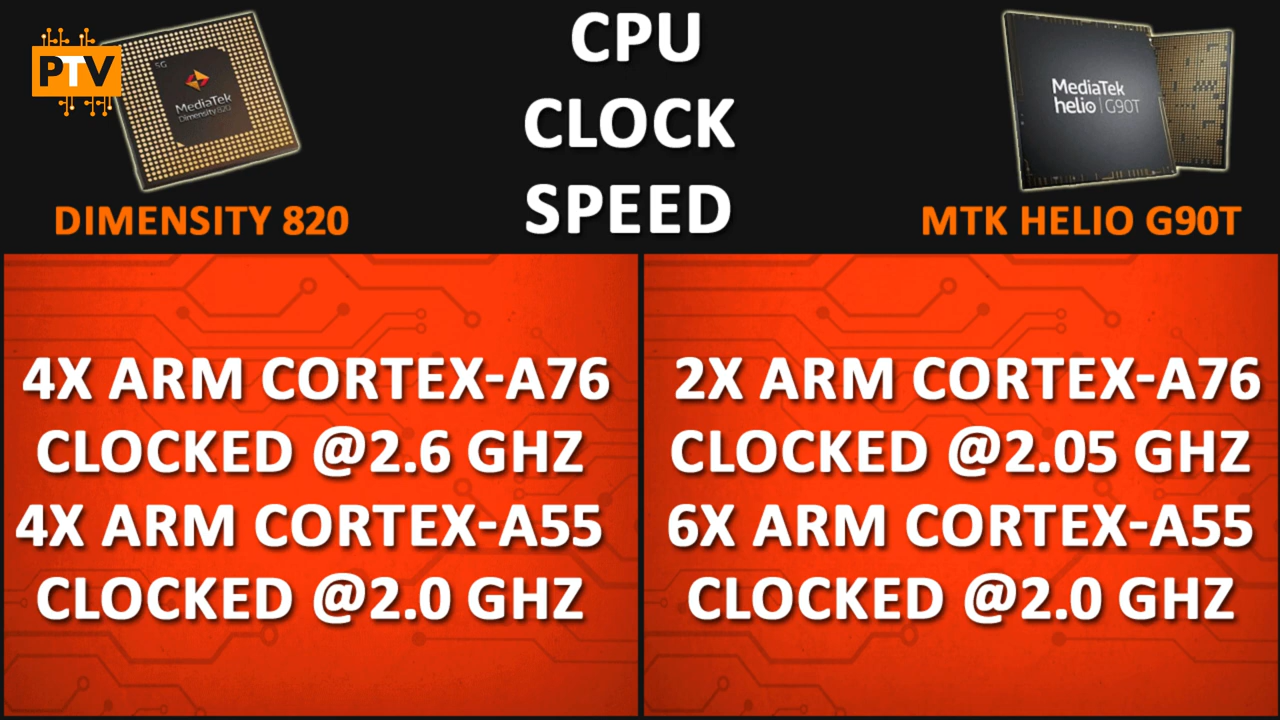 PTV
5G
MediaTek
Dimensity 820
DIMENSITY 820
CPU
CLOCK
SPEED
MediaTek
helio | G90T
MTK HELIO G90T
4X ARM CORTEX-A76
CLOCKED @2.6 GHZ
4X ARM CORTEX-A55
CLOCKED @2.0 GHZ
2X ARM CORTEX-A76
CLOCKED @2.05 GHZ
6X ARM CORTEX-A55
CLOCKED @2.0 GHZ